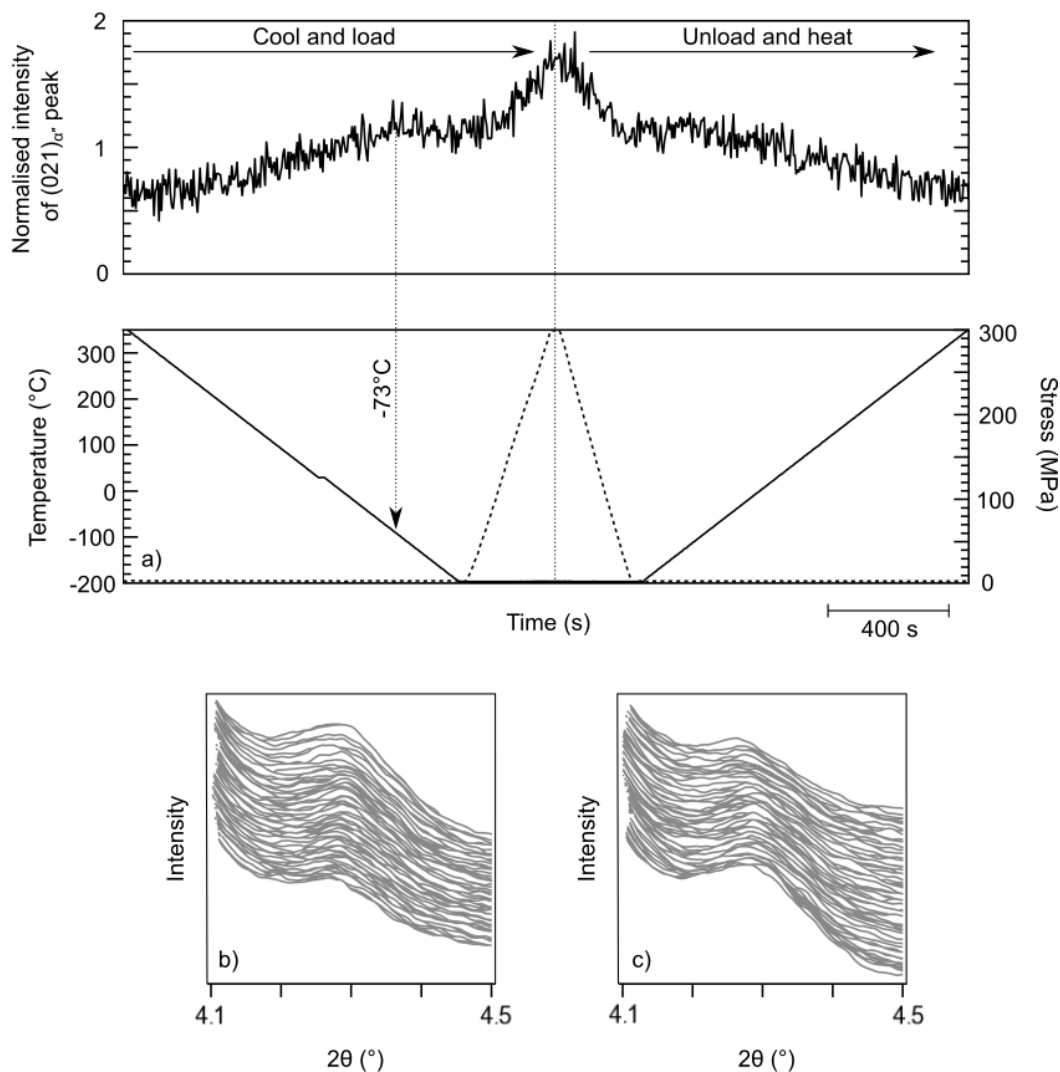 2
Cool and load
Unload and heat
Normalised intensity
of (021)α″ peak
1
0
300
200
100
0
-100
-200
Temperature (°C)
-73°C
a)
300
200
100
0
Stress (MPa)
Time (s)
400 s
Intensity
b)
4.1
4.5
2θ (°)
Intensity
c)
4.1
4.5
2θ (°)